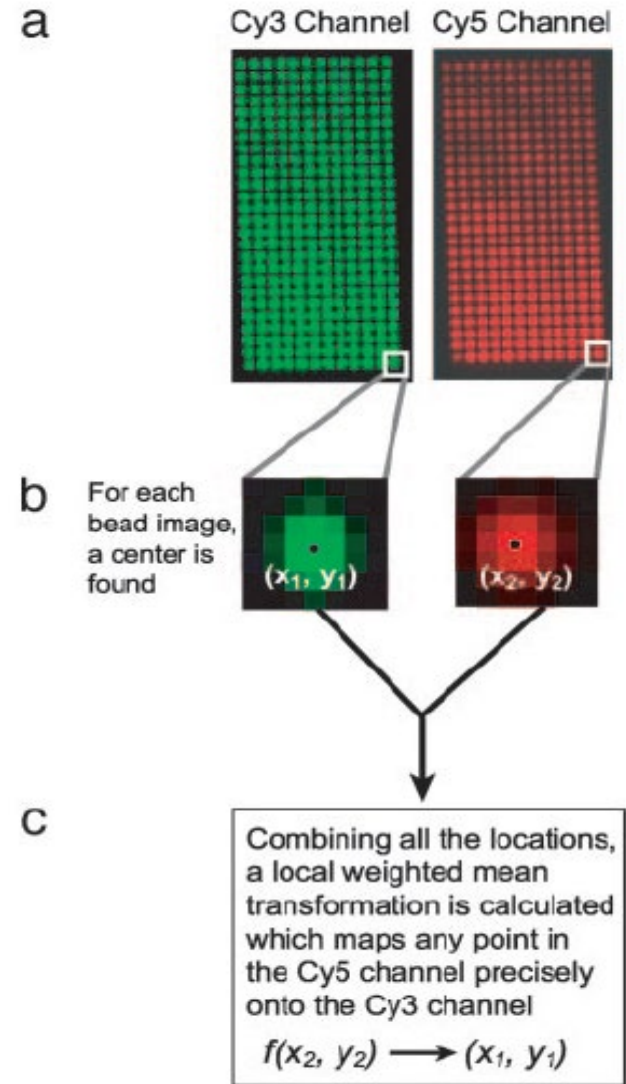 a
Cy3 Channel Cy5 Channel
b
For each
bead image,
a center is
found
(x₁, y₁) (x₂, y₂)
c
Combining all the locations,
a local weighted mean
transformation is calculated
which maps any point in
the Cy5 channel precisely
onto the Cy3 channel
f(x₂, y₂) ⟶ (x₁, y₁)